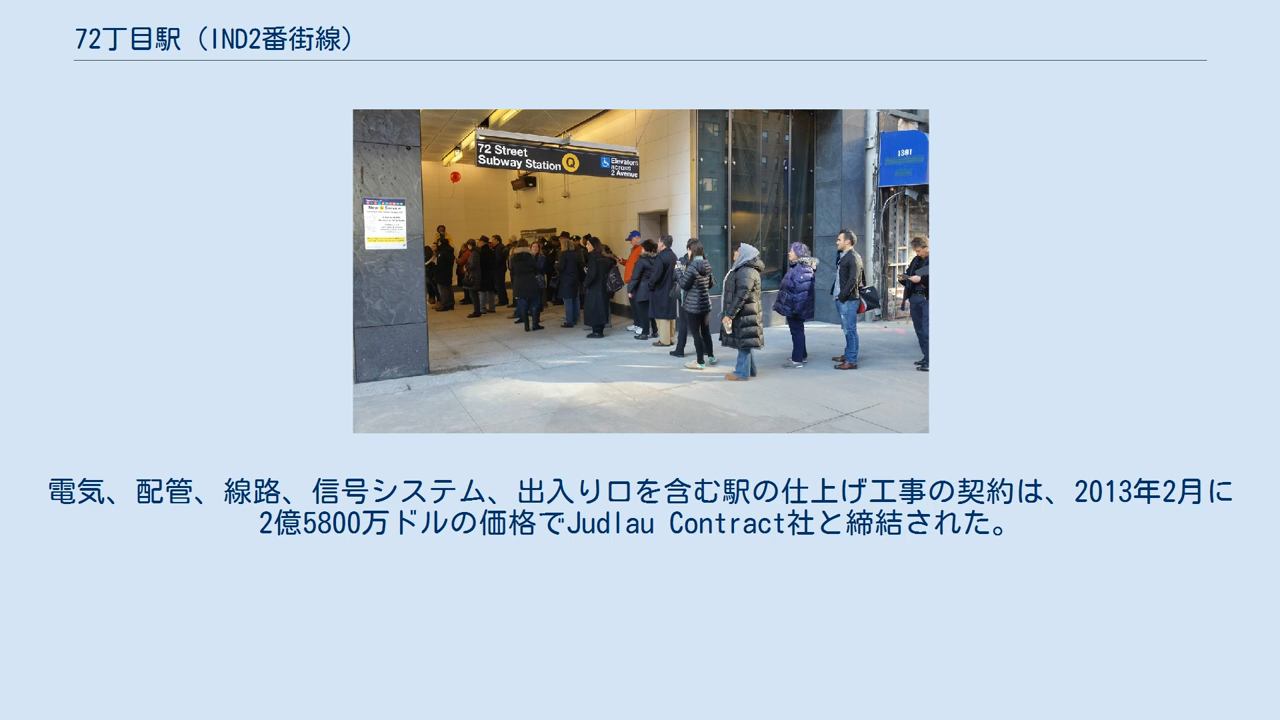 72丁目駅（IND2番街線）
72 Street
Subway Station Q
Elevators
across
2 Avenue
1381
電気、配管、線路、信号システム、出入り口を含む駅の仕上げ工事の契約は、2013年2月に
2億5800万ドルの価格でJudlau Contract社と締結された。